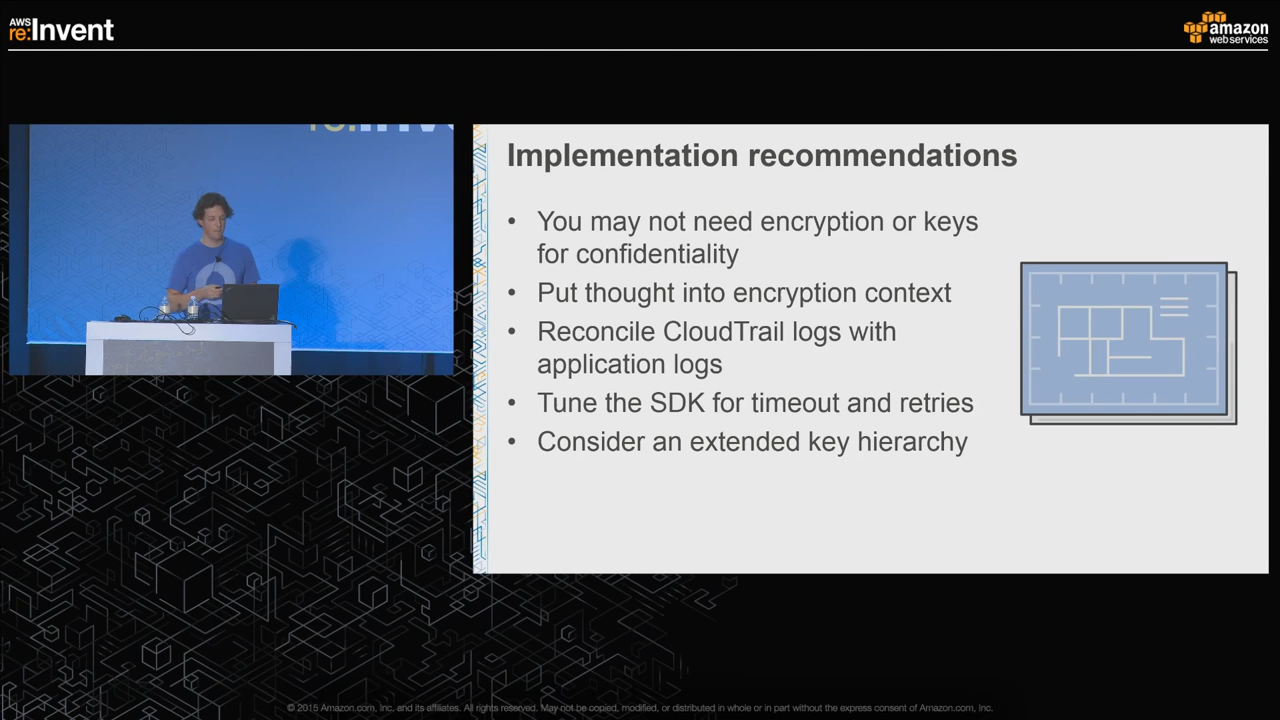 AWS
re:Invent
amazon
web services
Implementation recommendations
• You may not need encryption or keys
for confidentiality
• Put thought into encryption context
• Reconcile CloudTrail logs with
application logs
• Tune the SDK for timeout and retries
• Consider an extended key hierarchy
© 2015 Amazon.com, Inc. and its affiliates. All rights reserved. May not be copied, modified, or distributed in whole or in part without the express consent of Amazon.com, Inc.